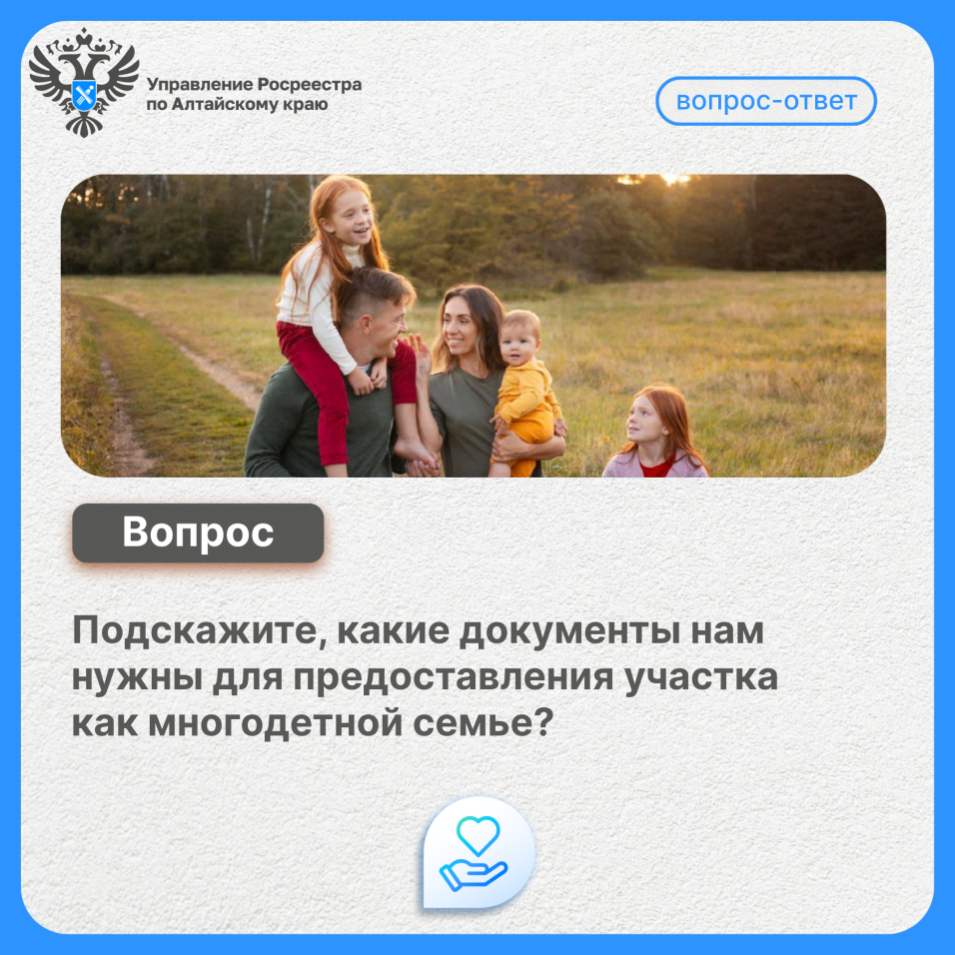 Управление Росреестра
по Алтайскому краю
вопрос-ответ
Вопрос
Подскажите, какие документы нам
нужны для предоставления участка
как многодетной семье?